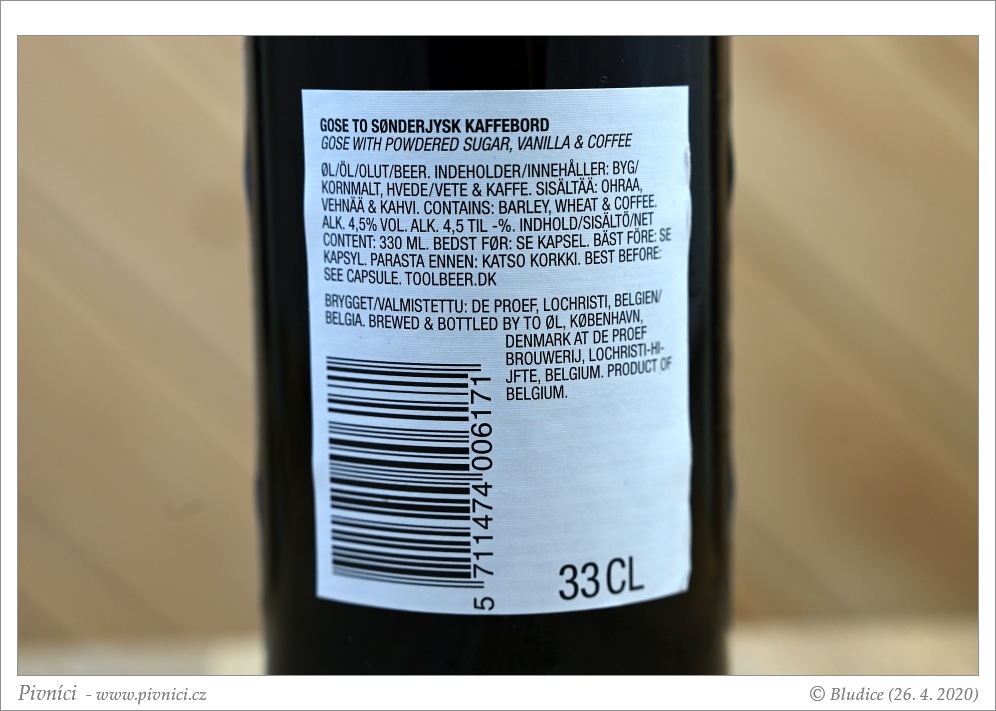 GOSE TO SØNDERJYSK KAFFEBORD
GOSE WITH POWDERED SUGAR, VANILLA & COFFEE
ØL/ÖL/OLUT/BEER. INDEHOLDER/INNEHÅLLER: BYG/
KORNMALT, HVEDE/VETE & KAFFE. SISÄLTÄÄ: OHRAA,
VEHNÄÄ & KAHVI. CONTAINS: BARLEY, WHEAT & COFFEE.
ALK. 4,5% VOL. ALK. 4,5 TIL -%. INDHOLD/SISÄLTÖ/NET
CONTENT: 330 ML. BEDST FØR: SE KAPSEL. BÄST FÖRE: SE
KAPSYL. PARASTA ENNEN: KATSO KORKKI. BEST BEFORE:
SEE CAPSULE. TOOLBEER.DK
BRYGGET/VALMISTETTU: DE PROEF, LOCHRISTI, BELGIEN/
BELGIA. BREWED & BOTTLED BY TO ØL, KØBENHAVN,
DENMARK AT DE PROEF
BROUWERIJ, LOCHRISTI-HI-
JFTE, BELGIUM. PRODUCT OF
BELGIUM.
5 711474 006171
33 CL
Pivníci - www.pivnici.cz
© Bludice (26. 4. 2020)